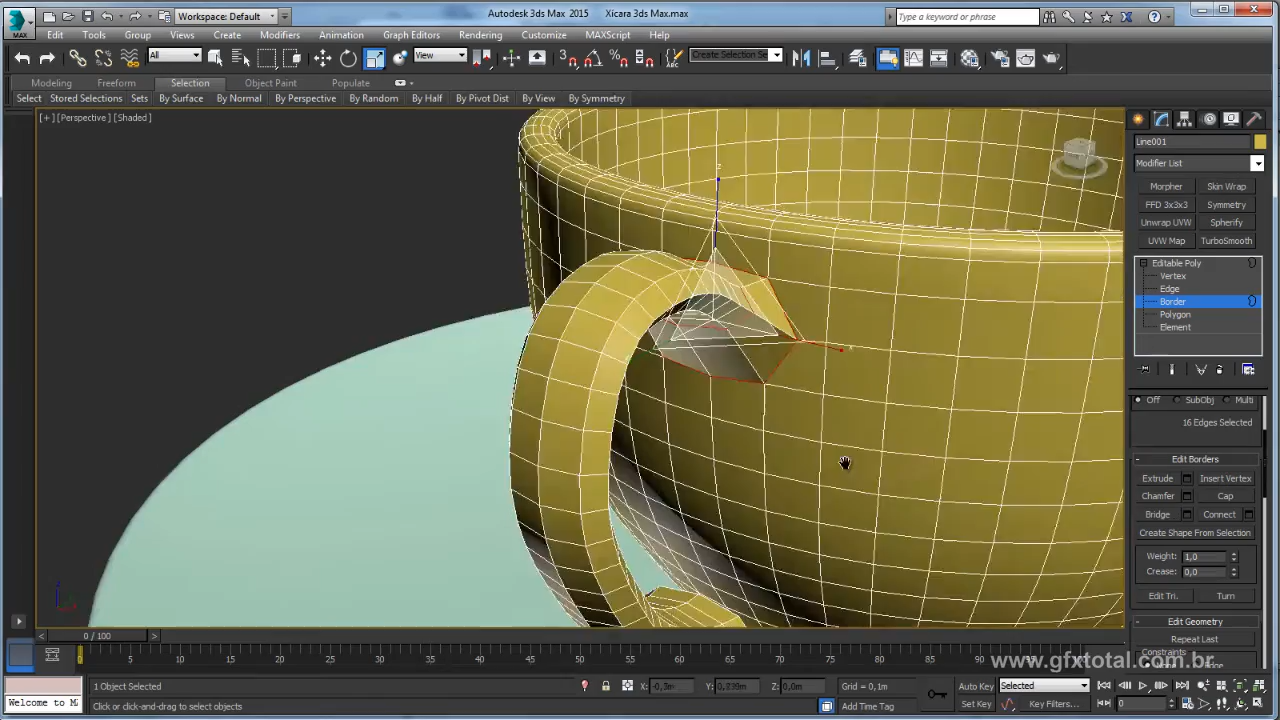 MAX
Workspace: Default
Autodesk 3ds Max 2015
Xicara 3ds Max.max
Type a keyword or phrase
Edit
Tools
Group
Views
Create
Modifiers
Animation
Graph Editors
Rendering
Customize
MAXScript
Help
All
View
Create Selection Se
Modeling
Freeform
Selection
Object Paint
Populate
Select
Stored Selections
Sets
By Surface
By Normal
By Perspective
By Random
By Half
By Pivot Dist
By View
By Symmetry
[+] [Perspective] [Shaded]
Line001
Modifier List
Morpher
Skin Wrap
FFD 3x3x3
Symmetry
Unwrap UVW
Spherify
UVW Map
TurboSmooth
Editable Poly
Vertex
Edge
Border
Polygon
Element
Off
SubObj
Multi
16 Edges Selected
Edit Borders
Extrude
Insert Vertex
Chamfer
Cap
Bridge
Connect
Create Shape From Selection
Weight: 1,0
Crease: 0,0
Edit Tri.
Turn
Edit Geometry
Repeat Last
Constraints
0 / 100
5 10 15 20 25 30 35 40 45 50 55 60 65 70 75 80 85 90
www.gfxtotal.com.br
1 Object Selected
X: -0,3m
Z: 0,0m
Grid = 0,1m
Auto Key
Selected
Welcome to M
Click or click-and-drag to select objects
Add Time Tag
Set Key
Key Filters...
0